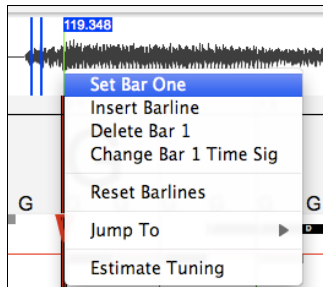 119.348
Set Bar One
Insert Barline
Delete Bar 1
Change Bar 1 Time Sig
Reset Barlines
Jump To
Estimate Tuning
G
G
D